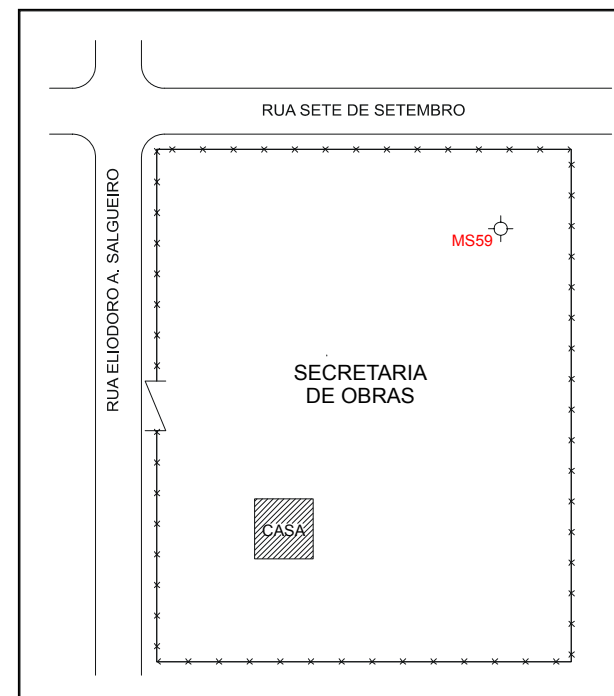 RUA SETE DE SETEMBRO
RUA ELIODORO A. SALGUEIRO
MS59
SECRETARIA
DE OBRAS
CASA